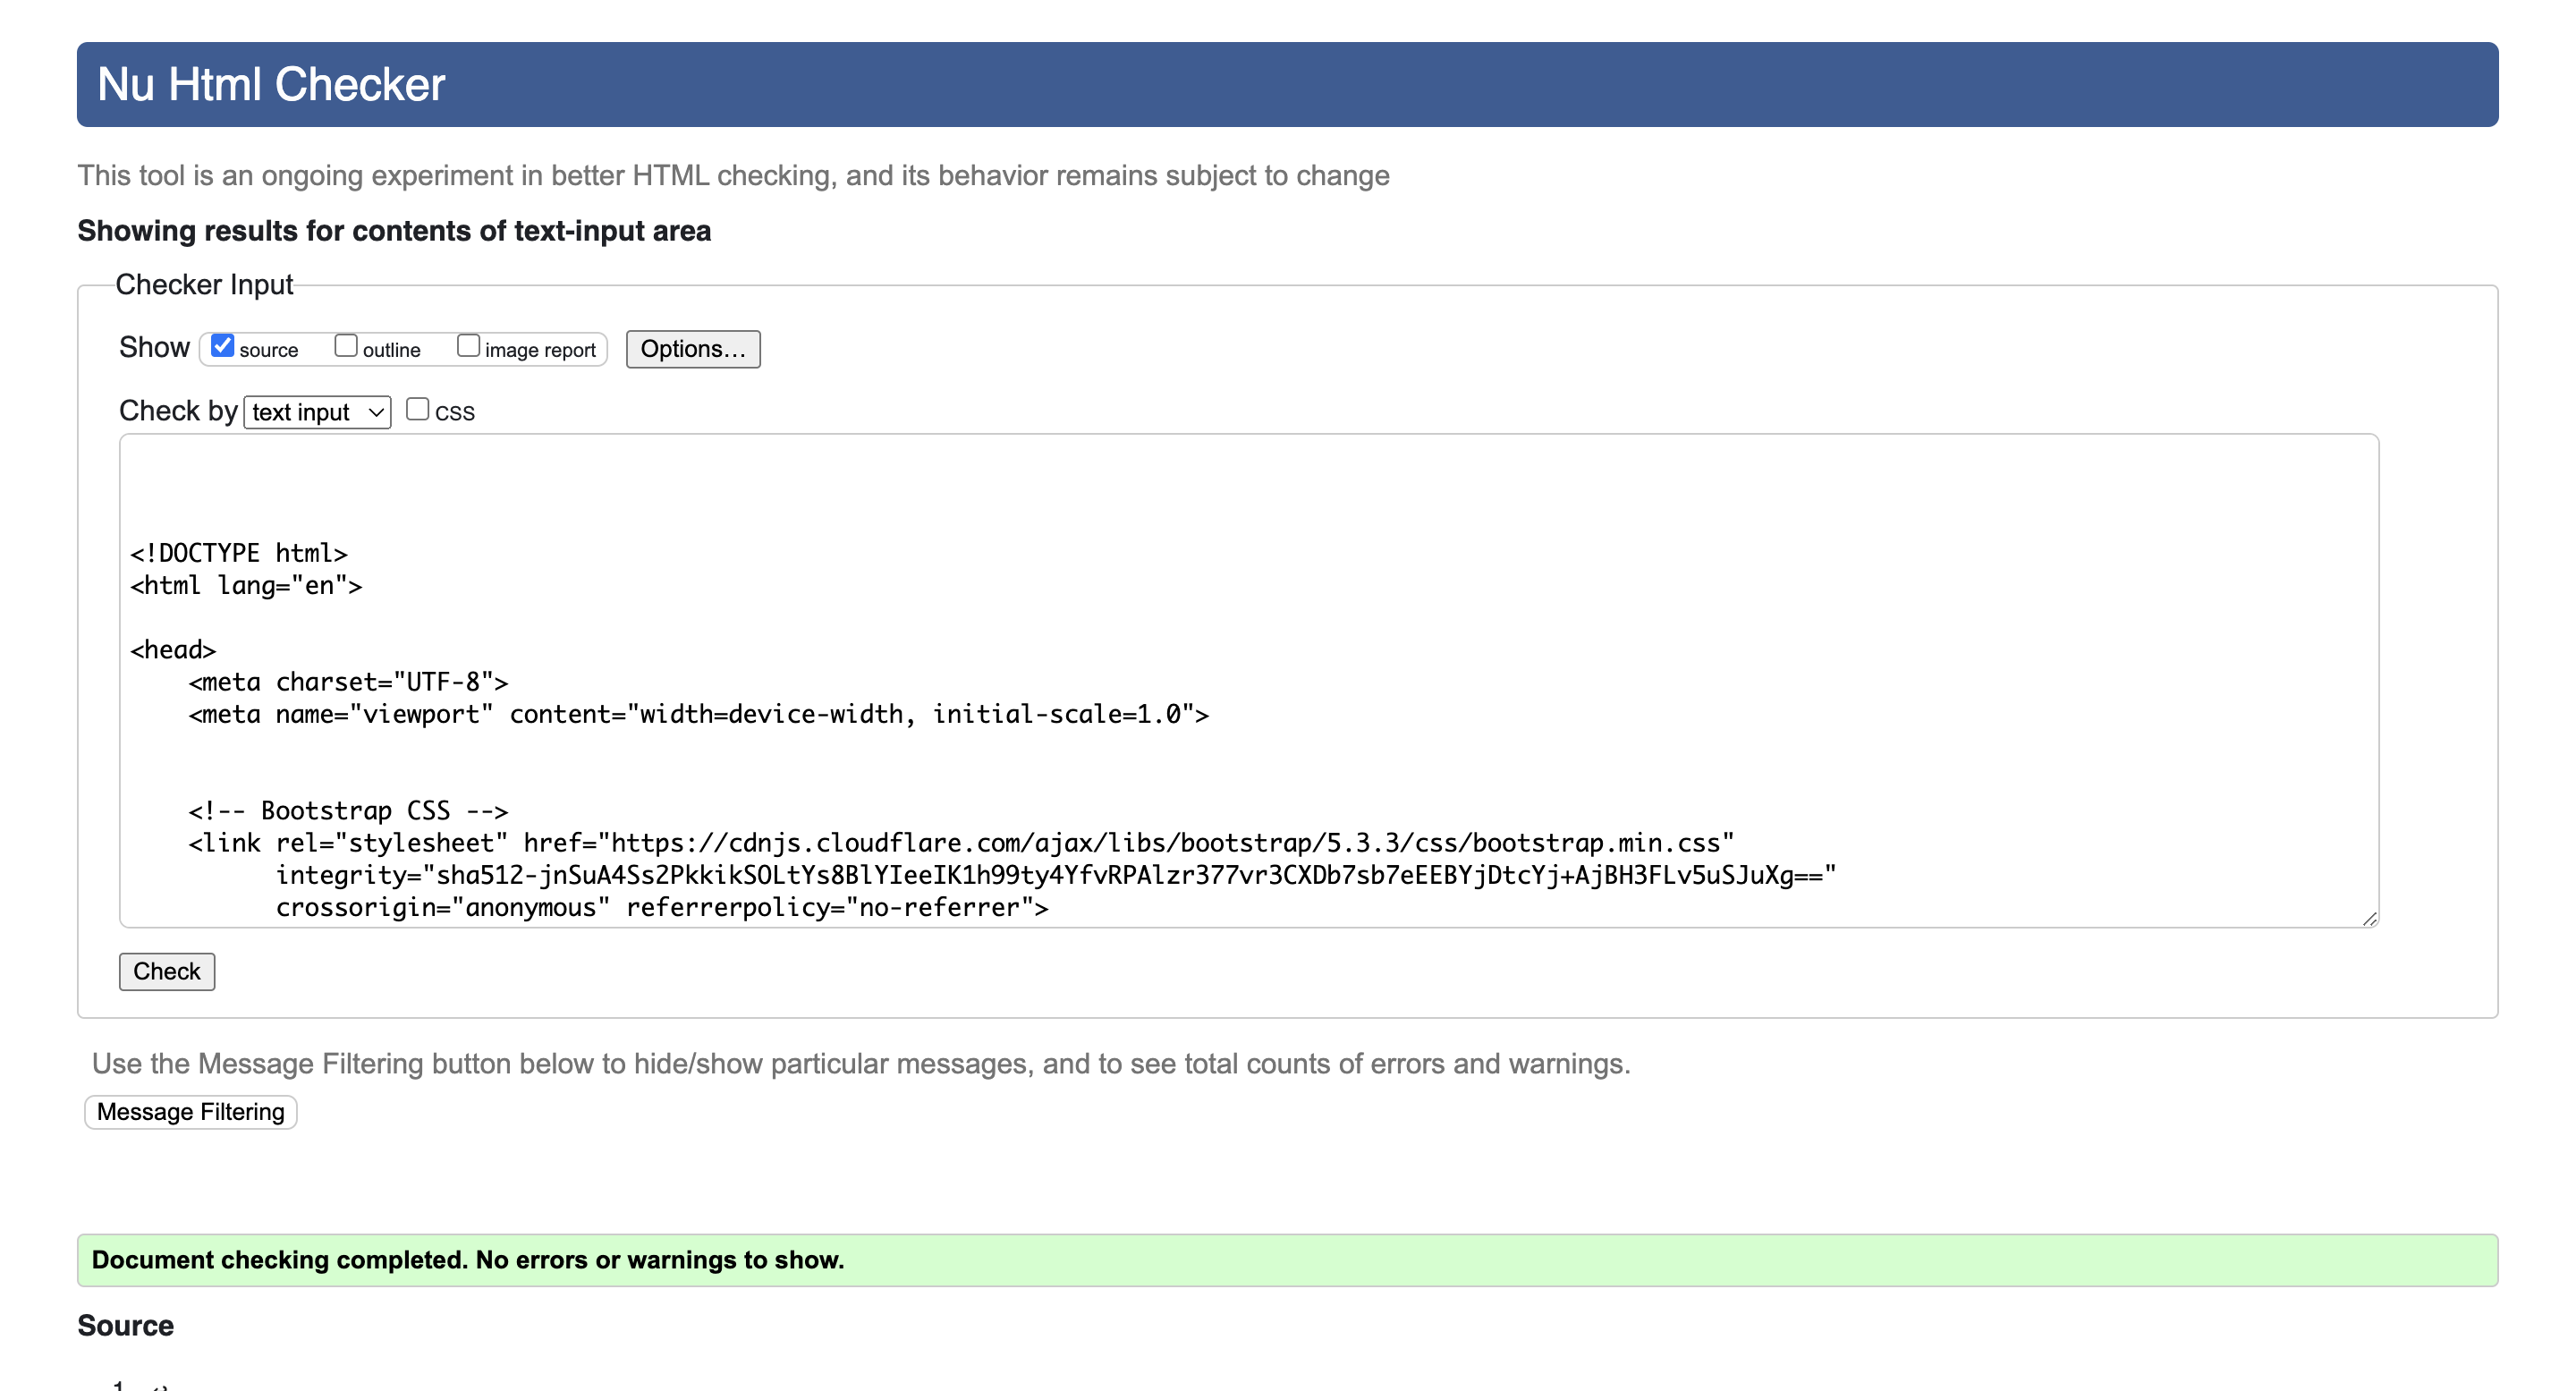 Nu Html Checker
This tool is an ongoing experiment in better HTML checking, and its behavior remains subject to change
Showing results for contents of text-input area
Checker Input
Show source outline image report Options...
Check by text input CSS
<!DOCTYPE html>
<html lang="en">
<head>
<meta charset="UTF-8">
<meta name="viewport" content="width=device-width, initial-scale=1.0">
<!-- Bootstrap CSS -->
<link rel="stylesheet" href="https://cdnjs.cloudflare.com/ajax/libs/bootstrap/5.3.3/css/bootstrap.min.css"
integrity="sha512-jnSuA4Ss2PkkikSOLtYs8BlYIeeIK1h99ty4YfvRPAlzr377vr3CXDb7sb7eEEBYjDtcYj+AjBH3FLv5uSJuXg=="
crossorigin="anonymous" referrerpolicy="no-referrer">
Check
Use the Message Filtering button below to hide/show particular messages, and to see total counts of errors and warnings.
Message Filtering
Document checking completed. No errors or warnings to show.
Source